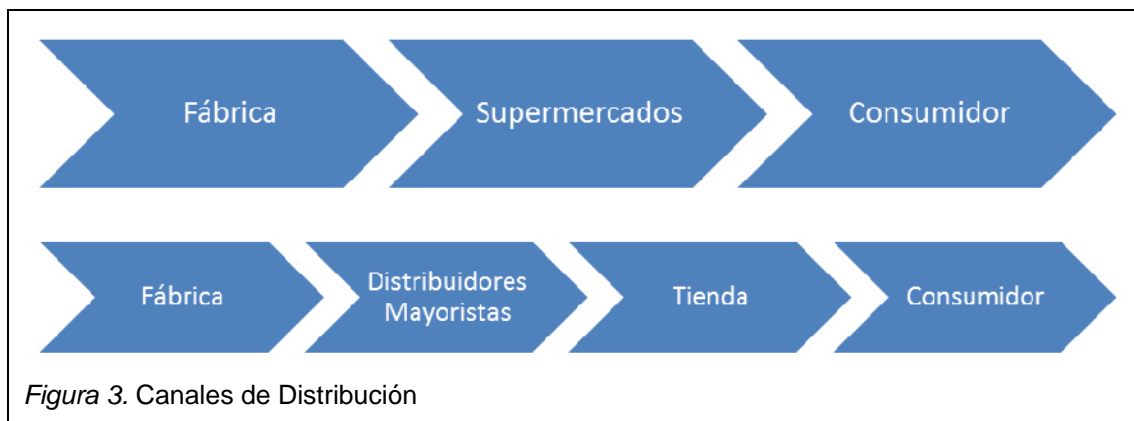 Fábrica
Supermercados
Consumidor
Fábrica
Distribuidores
Mayoristas
Tienda
Consumidor
Figura 3. Canales de Distribución